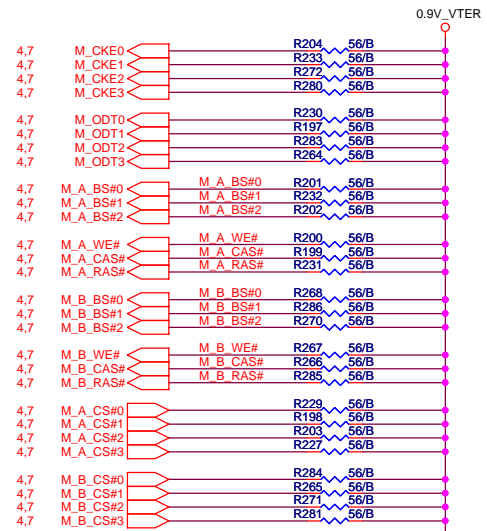 0.9V_VTER
4,7 M_CKE0 R204 56/B
4,7 M_CKE1 R233 56/B
4,7 M_CKE2 R272 56/B
4,7 M_CKE3 R280 56/B
4,7 M_ODT0 R230 56/B
4,7 M_ODT1 R197 56/B
4,7 M_ODT2 R283 56/B
4,7 M_ODT3 R264 56/B
4,7 M_A_BS#0 M_A_BS#0 R201 56/B
4,7 M_A_BS#1 M_A_BS#1 R232 56/B
4,7 M_A_BS#2 M_A_BS#2 R202 56/B
4,7 M_A_WE# M_A_WE# R200 56/B
4,7 M_A_CAS# M_A_CAS# R199 56/B
4,7 M_A_RAS# M_A_RAS# R231 56/B
4,7 M_B_BS#0 M_B_BS#0 R268 56/B
4,7 M_B_BS#1 M_B_BS#1 R286 56/B
4,7 M_B_BS#2 M_B_BS#2 R270 56/B
4,7 M_B_WE# M_B_WE# R267 56/B
4,7 M_B_CAS# M_B_CAS# R266 56/B
4,7 M_B_RAS# M_B_RAS# R285 56/B
4,7 M_A_CS#0 R229 56/B
4,7 M_A_CS#1 R198 56/B
4,7 M_A_CS#2 R203 56/B
4,7 M_A_CS#3 R227 56/B
4,7 M_B_CS#0 R284 56/B
4,7 M_B_CS#1 R265 56/B
4,7 M_B_CS#2 R271 56/B
4,7 M_B_CS#3 R281 56/B